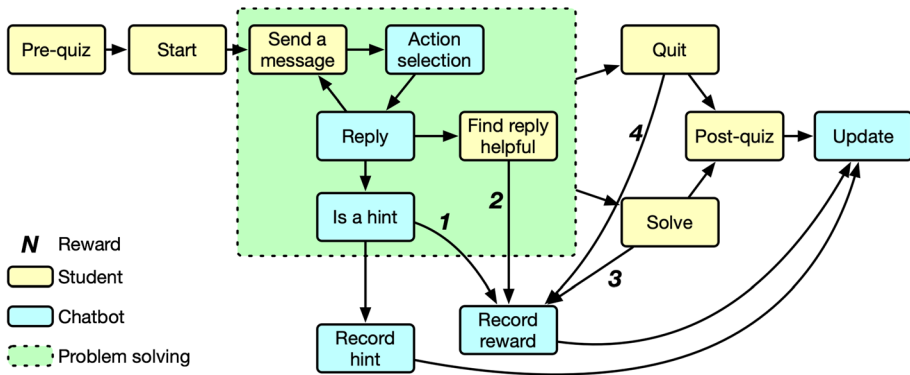 Pre-quiz
Start
Send a
message
Action
selection
Quit
Reply
Find reply
helpful
4
Post-quiz
Update
Is a hint
1
2
Solve
3
N Reward
Student
Chatbot
Problem solving
Record
hint
Record
reward